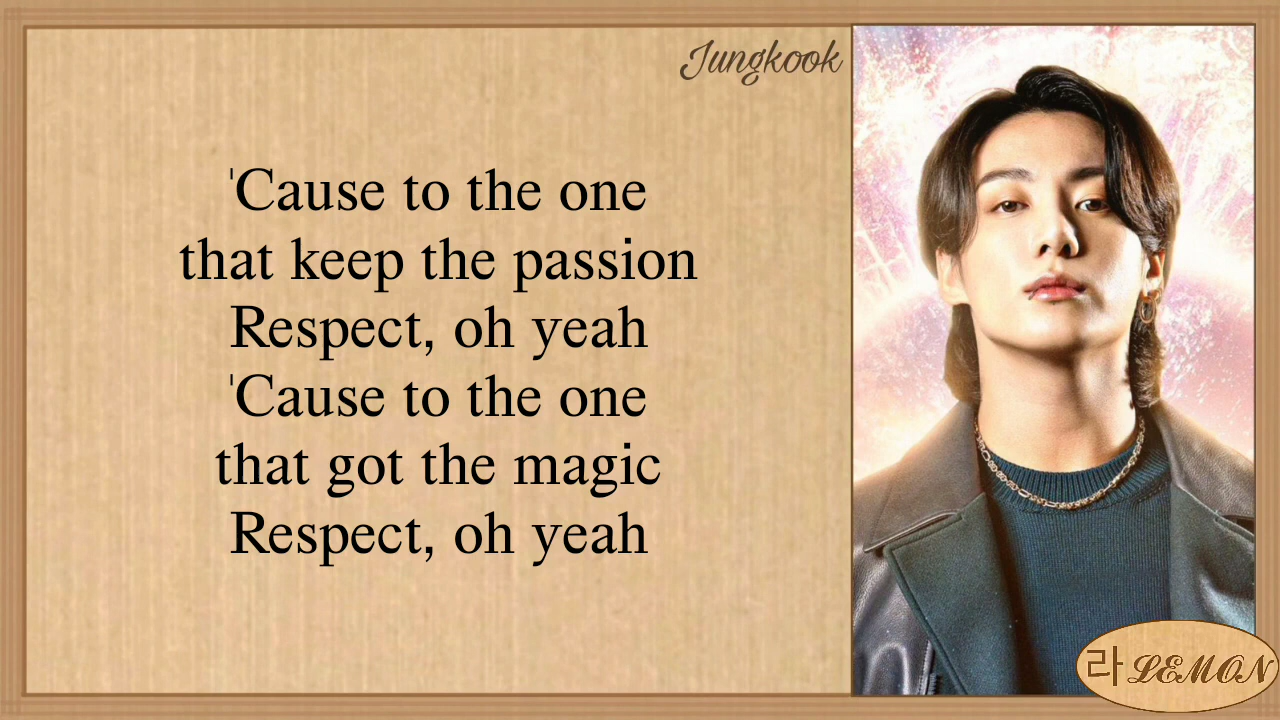 Jungkook
'Cause to the one
that keep the passion
Respect, oh yeah
'Cause to the one
that got the magic
Respect, oh yeah
라 LEMON